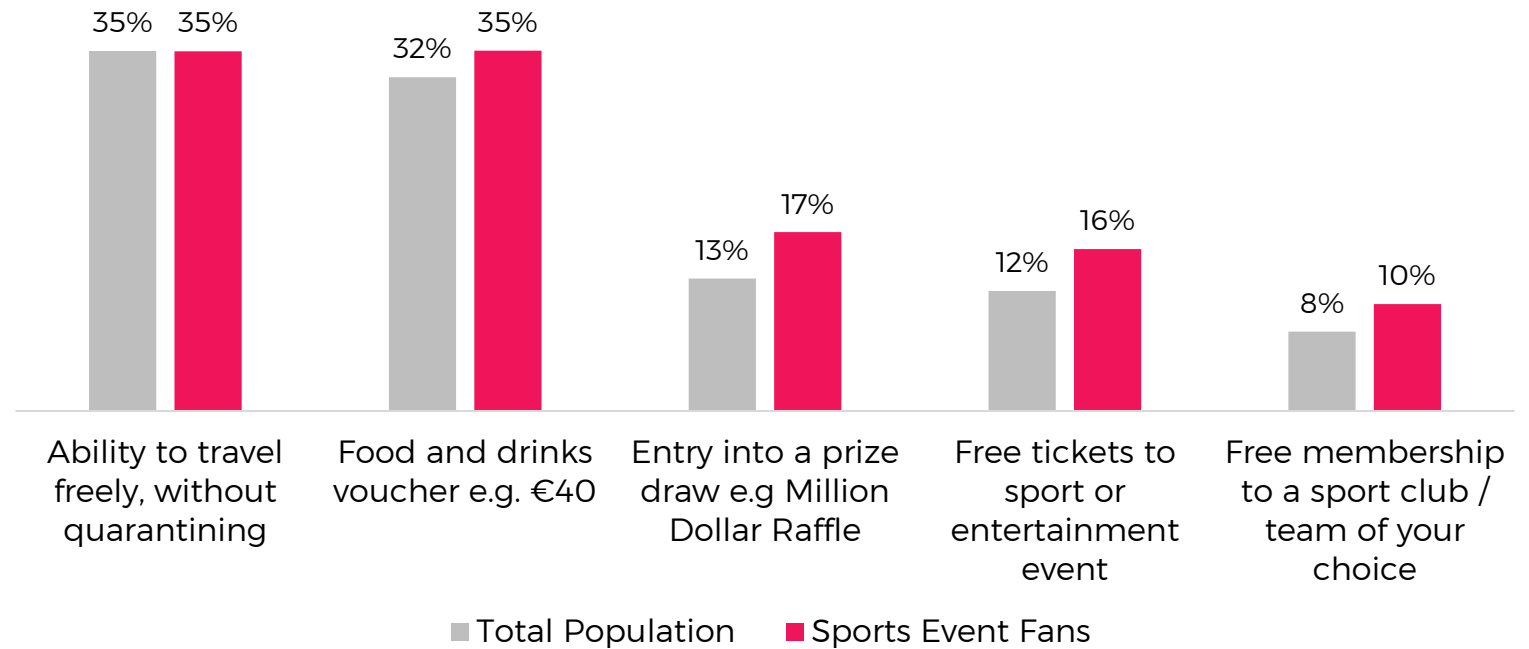 35% 35%
32% 35%
13% 17%
12% 16%
8% 10%
Ability to travel
freely, without
quarantining
Food and drinks
voucher e.g. €40
Entry into a prize
draw e.g Million
Dollar Raffle
Free tickets to
sport or
entertainment
event
Free membership
to a sport club /
team of your
choice
Total Population
Sports Event Fans